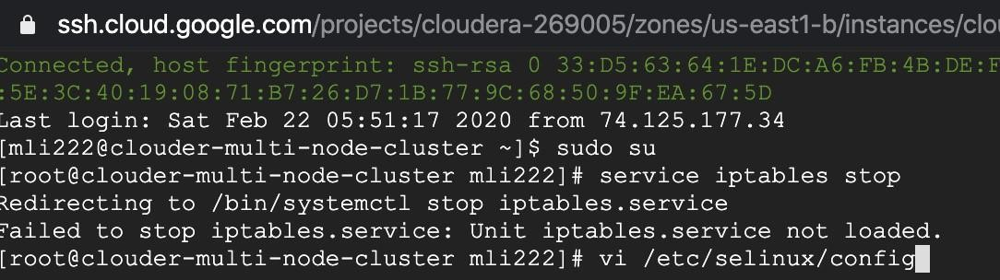 ssh.cloud.google.com/projects/cloudera-269005/zones/us-east1-b/instances/clou
Connected, host fingerprint: ssh-rsa 0 33:D5:63:64:1E:DC:A6:FB:4B:DE:F
:5E:3C:40:19:08:71:B7:26:D7:1B:77:9C:68:50:9F:EA:67:5D
Last login: Sat Feb 22 05:51:17 2020 from 74.125.177.34
[mli222@clouder-multi-node-cluster ~]$ sudo su
[root@clouder-multi-node-cluster mli222]# service iptables stop
Redirecting to /bin/systemctl stop iptables.service
Failed to stop iptables.service: Unit iptables.service not loaded.
[root@clouder-multi-node-cluster mli222]# vi /etc/selinux/config